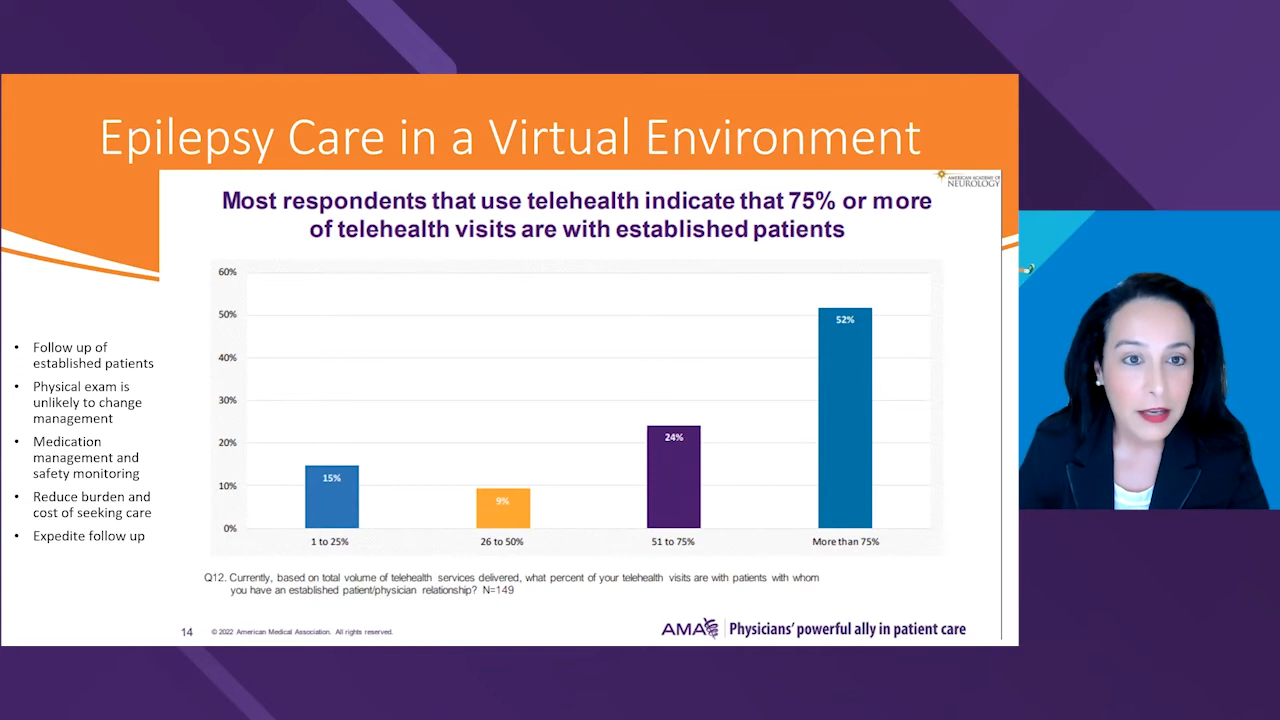 Epilepsy Care in a Virtual Environment
AMERICAN ACADEMY OF
NEUROLOGY
Most respondents that use telehealth indicate that 75% or more
of telehealth visits are with established patients
• Follow up of
established patients
• Physical exam is
unlikely to change
management
• Medication
management and
safety monitoring
• Reduce burden and
cost of seeking care
• Expedite follow up
60%
50%
40%
30%
20%
10%
0%
15%
9%
24%
52%
1 to 25%
26 to 50%
51 to 75%
More than 75%
Q12. Currently, based on total volume of telehealth services delivered, what percent of your telehealth visits are with patients with whom
you have an established patient/physician relationship? N=149
14
© 2022 American Medical Association. All rights reserved.
AMA
Physicians' powerful ally in patient care